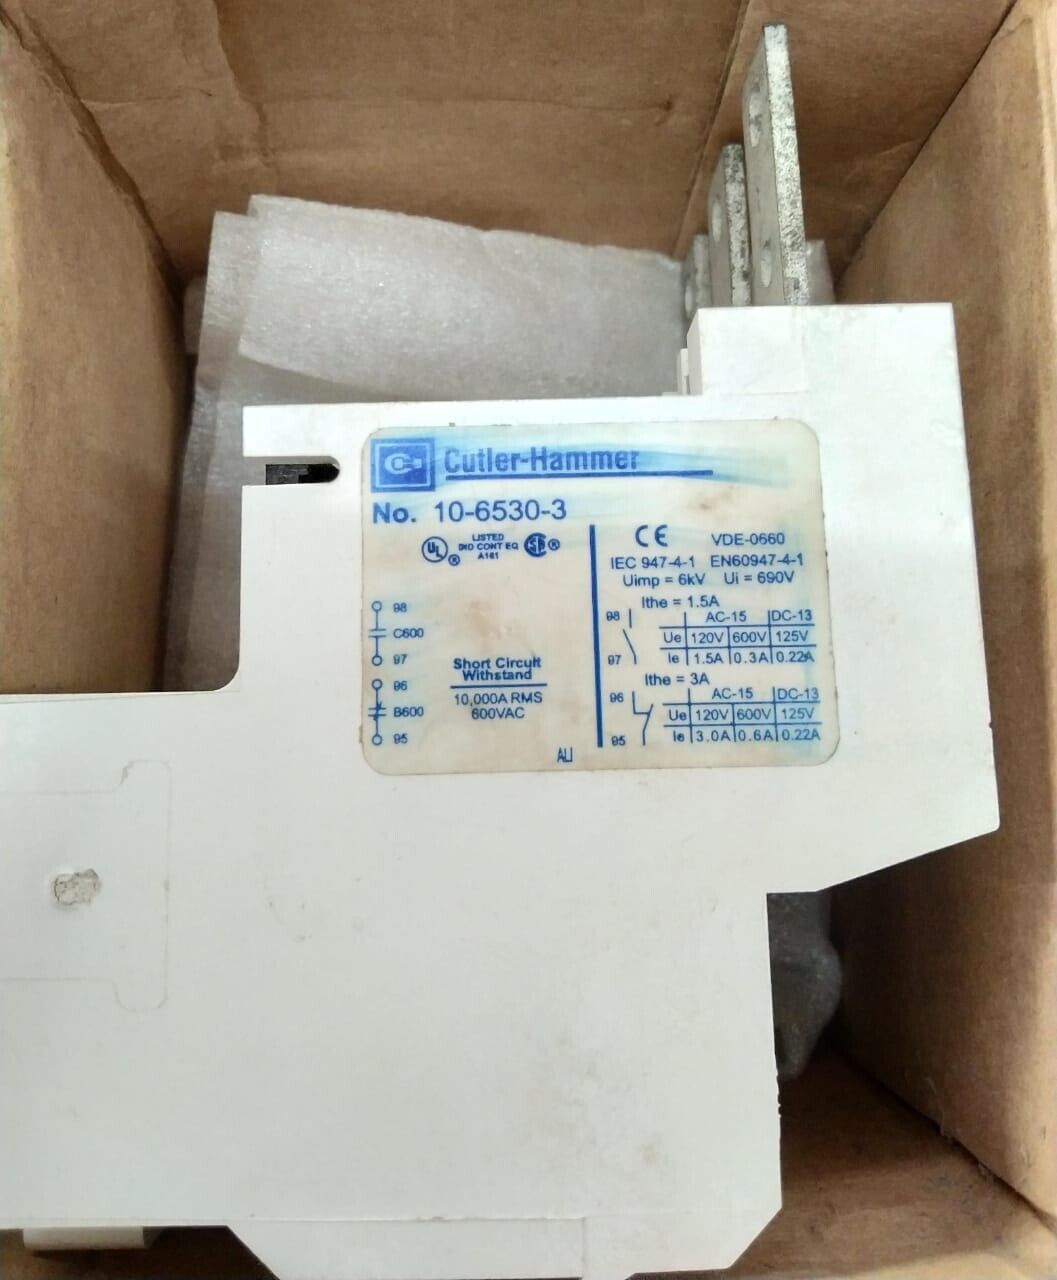 Cutler-Hammer
No. 10-6530-3
UL ® LISTED
IND CONT EQ
A161
SA ®
98
C600
97
96
B600
95
Short Circuit
Withstand
10,000A RMS
600VAC
ALI
CE VDE-0660
IEC 947-4-1 EN60947-4-1
Uimp = 6kV Ui = 690V
Ithe = 1.5A
98
97
AC-15 DC-13
Ue 120V 600V 125V
Ie 1.5A 0.3A 0.22A
Ithe = 3A
96
95
AC-15 DC-13
Ue 120V 600V 125V
Ie 3.0A 0.6A 0.22A